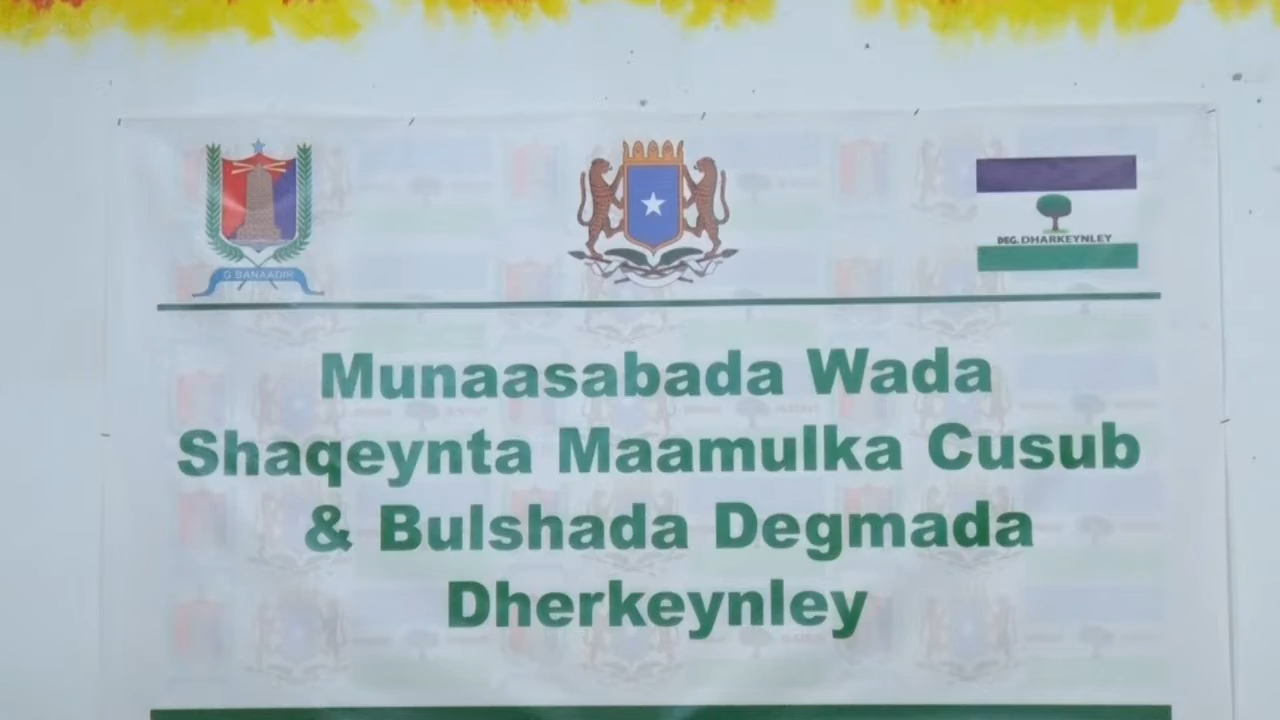 G BANAADIR
DEG. DHARKEYNLEY
Munaasabada Wada
Shaqeynta Maamulka Cusub
& Bulshada Degmada
Dherkeynley